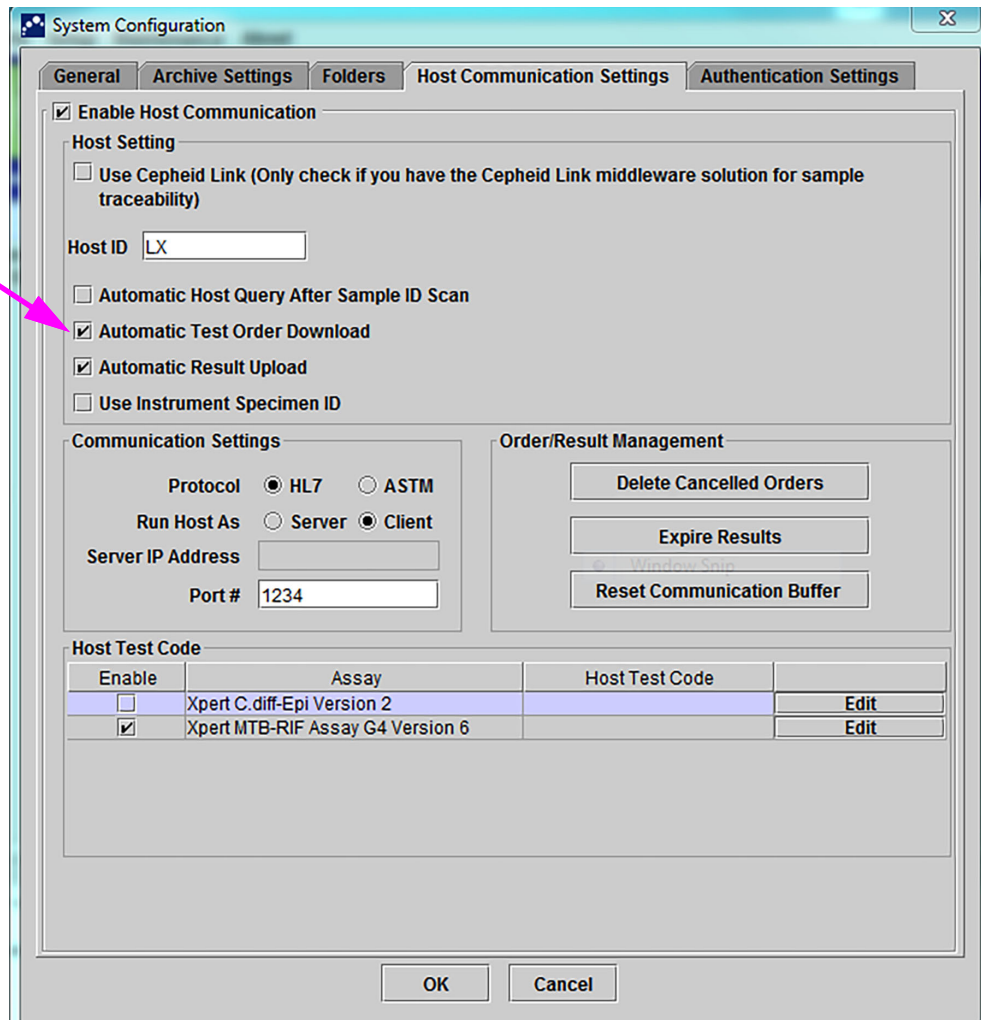 System Configuration
General Archive Settings Folders Host Communication Settings Authentication Settings
Enable Host Communication
Host Setting
Use Cepheid Link (Only check if you have the Cepheid Link middleware solution for sample
traceability)
Host ID LX
Automatic Host Query After Sample ID Scan
Automatic Test Order Download
Automatic Result Upload
Use Instrument Specimen ID
Communication Settings
Protocol HL7 ASTM
Run Host As Server Client
Server IP Address
Port # 1234
Order/Result Management
Delete Cancelled Orders
Expire Results
Window Snip
Reset Communication Buffer
Host Test Code
Enable Assay Host Test Code
Xpert C.diff-Epi Version 2 Edit
Xpert MTB-RIF Assay G4 Version 6 Edit
OK Cancel